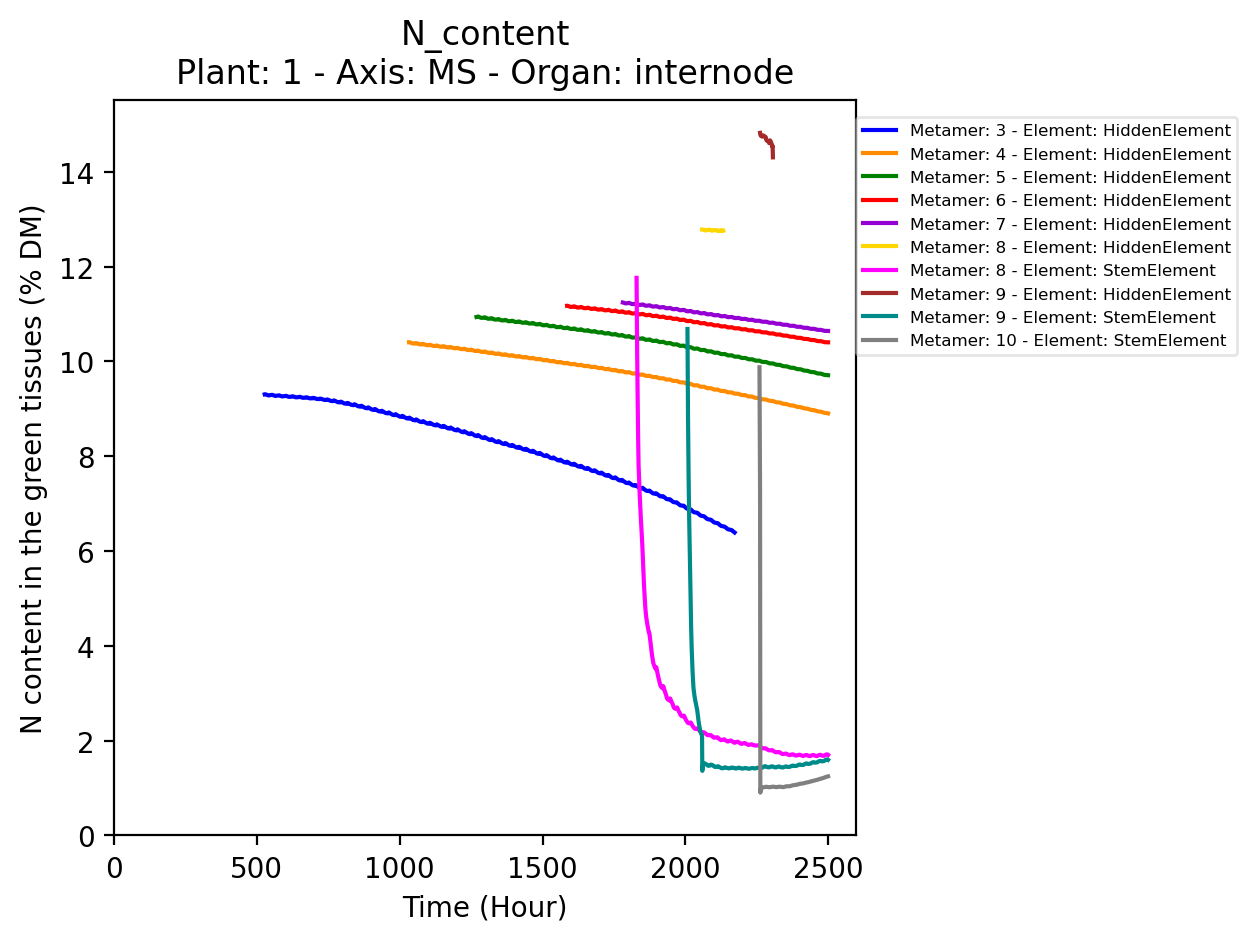 N_content
Plant: 1 - Axis: MS - Organ: internode
N content in the green tissues (% DM)
14
12
10
8
6
4
2
0
0
500
1000
1500
2000
2500
Time (Hour)
Metamer: 3 - Element: HiddenElement
Metamer: 4 - Element: HiddenElement
Metamer: 5 - Element: HiddenElement
Metamer: 6 - Element: HiddenElement
Metamer: 7 - Element: HiddenElement
Metamer: 8 - Element: HiddenElement
Metamer: 8 - Element: StemElement
Metamer: 9 - Element: HiddenElement
Metamer: 9 - Element: StemElement
Metamer: 10 - Element: StemElement